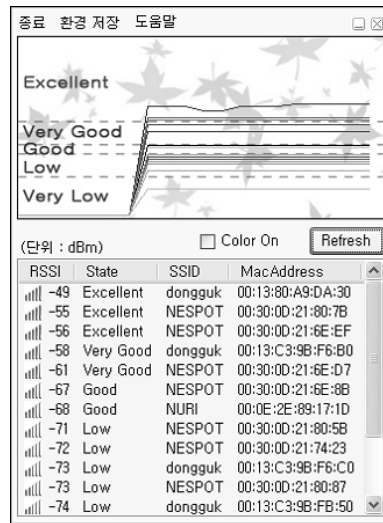 종료 환경 저장 도움말
Excellent
Very Good
Good
Low
Very Low
(단위 : dBm) Color On Refresh
RSSI State SSID MacAddress
-49 Excellent dongguk 00:13:80:A9:DA:30
-55 Excellent NESPOT 00:30:0D:21:80:7B
-56 Excellent NESPOT 00:30:0D:21:6E:EF
-58 Very Good dongguk 00:13:C3:9B:F6:B0
-61 Very Good NESPOT 00:30:0D:21:6E:D7
-67 Good NESPOT 00:30:0D:21:6E:8B
-68 Good NURI 00:0E:2E:89:17:1D
-71 Low NESPOT 00:30:0D:21:80:5B
-72 Low NESPOT 00:30:0D:21:74:23
-73 Low dongguk 00:13:C3:9B:F6:C0
-73 Low NESPOT 00:30:0D:21:80:87
-74 Low dongguk 00:13:C3:9B:FB:50